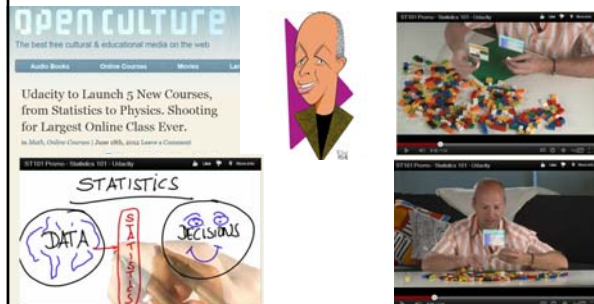 OPEN CULTURE
The best free cultural & educational media on the web
Audio Books Online Courses Movies
Udacity to Launch 5 New Courses,
from Statistics to Physics. Shooting
for Largest Online Class Ever.
in Math, Online Courses | June 18th, 2012 Leave a Comment
ST101 Promo - Statistics 101 - Udacity
STATISTICS
DATA
STATISTICS
DECISIONS
ST101 Promo - Statistics 101 - Udacity
ST101 Promo - Statistics 101 - Udacity